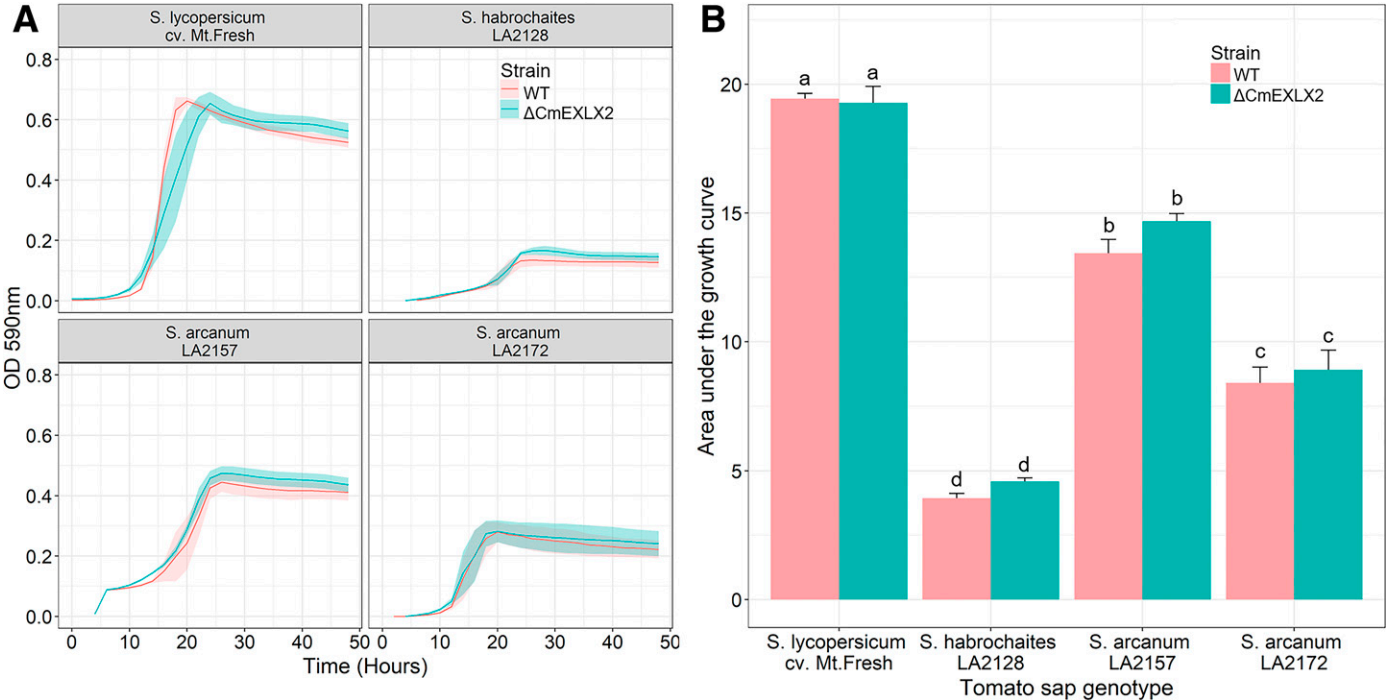 A
S. lycopersicum
cv. Mt.Fresh
S. habrochaites
LA2128
0.8
0.6
0.4
0.2
0.0
Strain
WT
ΔCmEXLX2
S. arcanum
LA2157
S. arcanum
LA2172
0.8
0.6
0.4
0.2
0.0
OD 590nm
0 10 20 30 40 50
0 10 20 30 40 50
Time (Hours)
B
Strain
WT
ΔCmEXLX2
20
15
10
5
0
Area under the growth curve
a a
d d
b b
c c
S. lycopersicum
cv. Mt.Fresh
S. habrochaites
LA2128
S. arcanum
LA2157
S. arcanum
LA2172
Tomato sap genotype